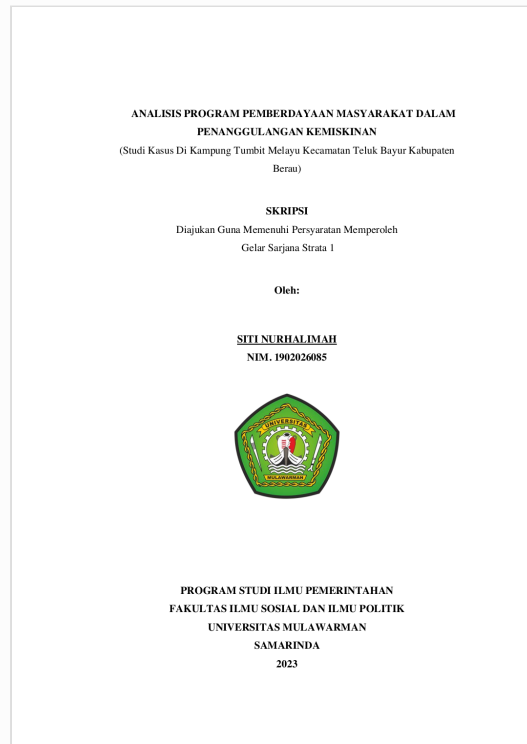 ANALISIS PROGRAM PEMBERDAYAAN MASYARAKAT DALAM
PENANGGULANGAN KEMISKINAN
(Studi Kasus Di Kampung Tumbit Melayu Kecamatan Teluk Bayur Kabupaten
Berau)
SKRIPSI
Diajukan Guna Memenuhi Persyaratan Memperoleh
Gelar Sarjana Strata 1
Oleh:
SITI NURHALIMAH
NIM. 1902026085
UNIVERSITAS
MULAWARMAN
PROGRAM STUDI ILMU PEMERINTAHAN
FAKULTAS ILMU SOSIAL DAN ILMU POLITIK
UNIVERSITAS MULAWARMAN
SAMARINDA
2023